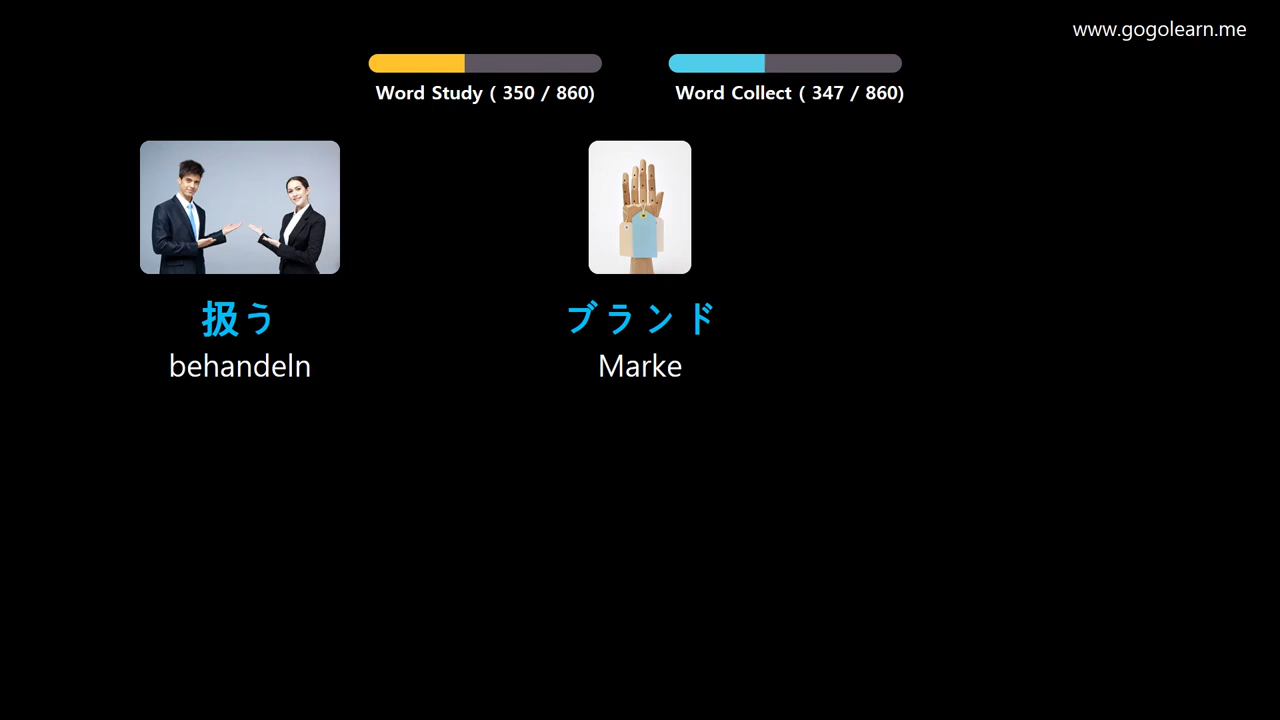 www.gogolearn.me
Word Study ( 350 / 860)
Word Collect ( 347 / 860)
扱う
behandeln
ブランド
Marke